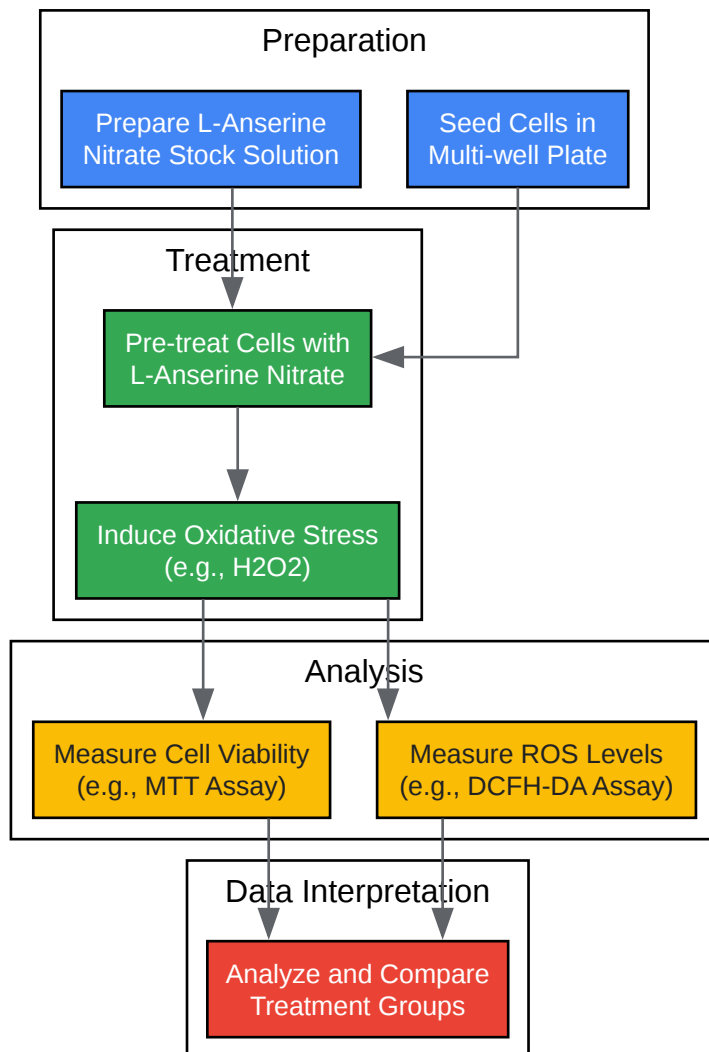 Preparation
Prepare L-Anserine
Nitrate Stock Solution
Seed Cells in
Multi-well Plate
Treatment
Pre-treat Cells with
L-Anserine Nitrate
Induce Oxidative Stress
(e.g., H2O2)
Analysis
Measure Cell Viability
(e.g., MTT Assay)
Measure ROS Levels
(e.g., DCFH-DA Assay)
Data Interpretation
Analyze and Compare
Treatment Groups